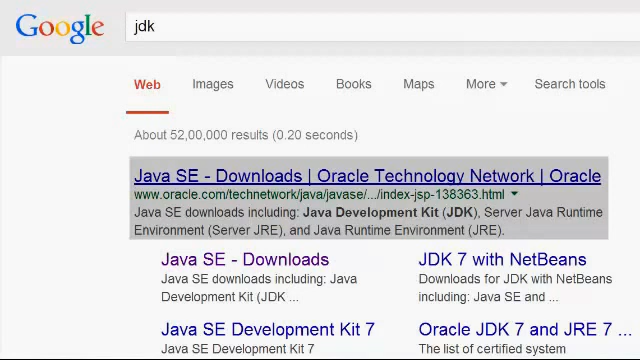 Google jdk
Web Images Videos Books Maps More Search tools
About 52,00,000 results (0.20 seconds)
Java SE - Downloads | Oracle Technology Network | Oracle
www.oracle.com/technetwork/java/javase/.../index-jsp-138363.html
Java SE downloads including: Java Development Kit (JDK), Server Java Runtime
Environment (Server JRE), and Java Runtime Environment (JRE).
Java SE - Downloads
Java SE downloads including: Java
Development Kit (JDK ...
JDK 7 with NetBeans
Downloads for JDK with NetBeans
including: Java SE and ...
Java SE Development Kit 7
Java SE Development Kit
Oracle JDK 7 and JRE 7 ...
The list of certified system